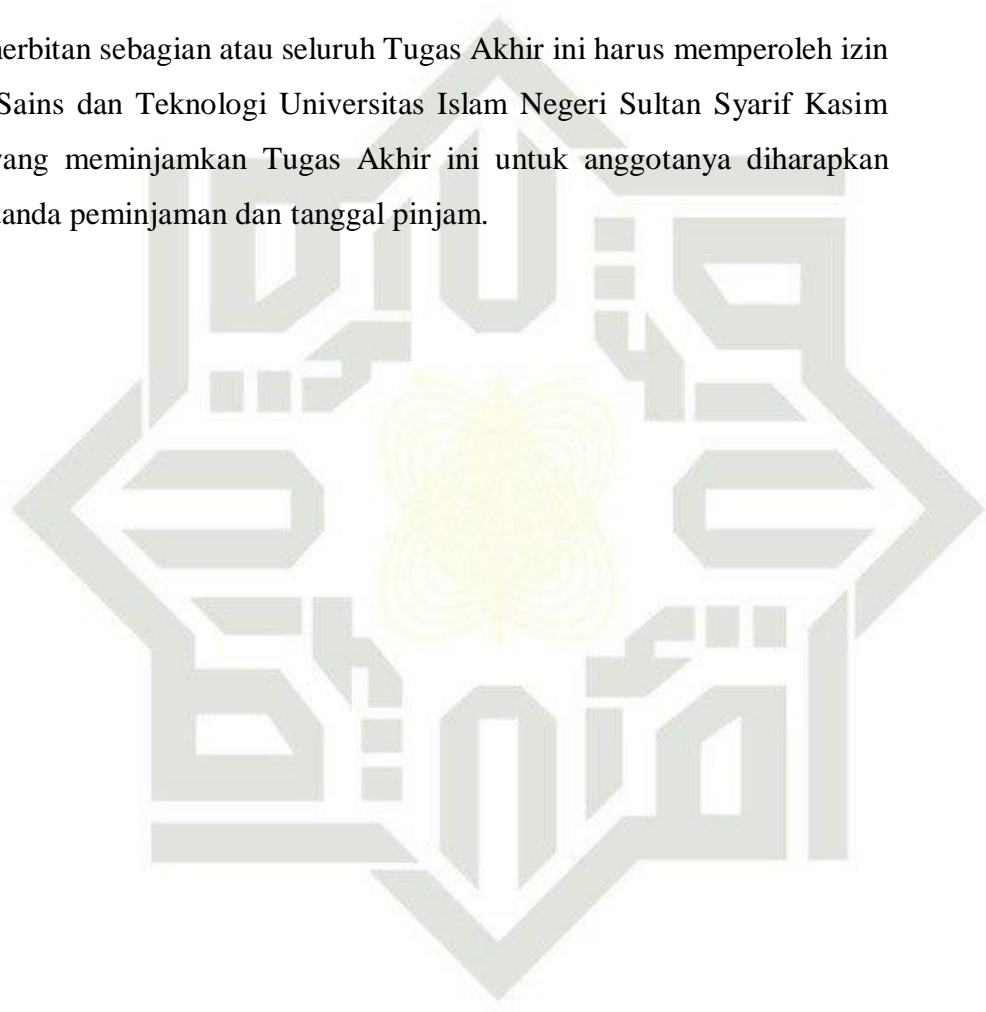 erbitan sebagian atau seluruh Tugas Akhir ini harus memperoleh izin
Sains dan Teknologi Universitas Islam Negeri Sultan Syarif Kasim
yang meminjamkan Tugas Akhir ini untuk anggotanya diharapkan
tanda peminjaman dan tanggal pinjam.